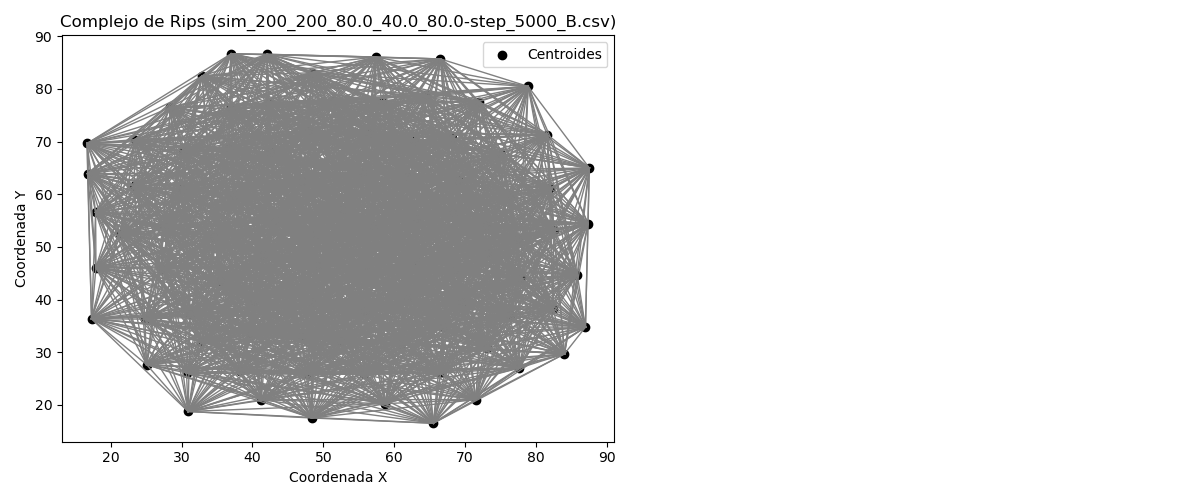 Complejo de Rips (sim_200_200_80.0_40.0_80.0-step_5000_B.csv)
Centroides
90
80
70
60
50
40
30
20
Coordenada Y
20 30 40 50 60 70 80 90
Coordenada X